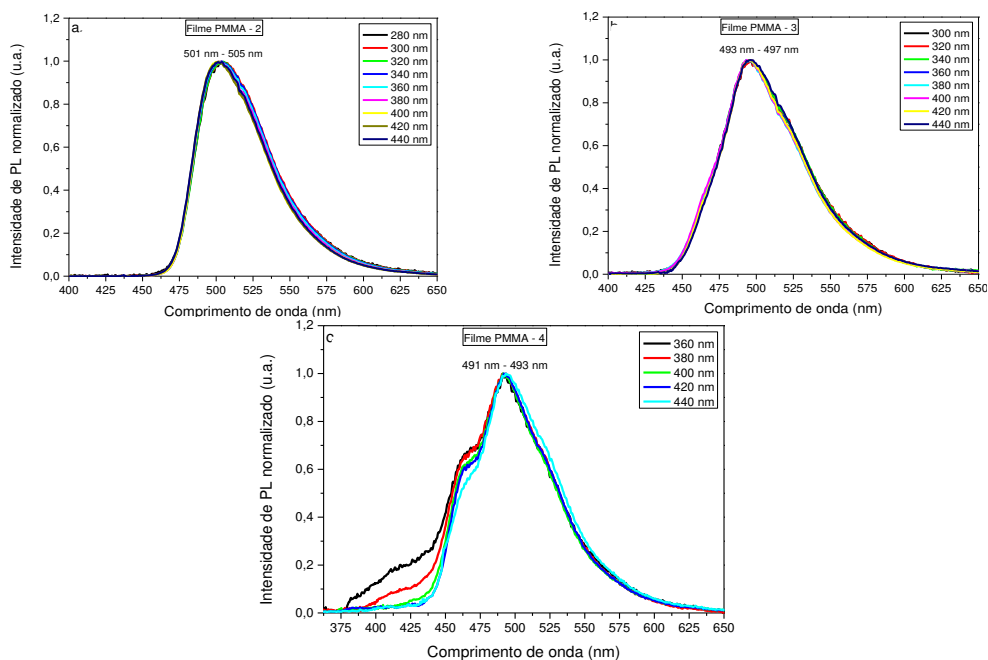 a.
Filme PMMA - 2
501 nm - 505 nm
280 nm
300 nm
320 nm
340 nm
360 nm
380 nm
400 nm
420 nm
440 nm
Intensidade de PL normalizado (u.a.)
1,2
1,0
0,8
0,6
0,4
0,2
0,0
400 425 450 475 500 525 550 575 600 625 650
Comprimento de onda (nm)
Filme PMMA - 3
493 nm - 497 nm
300 nm
320 nm
340 nm
360 nm
380 nm
400 nm
420 nm
440 nm
Intensidade de PL normalizado (u.a.)
1,2
1,0
0,8
0,6
0,4
0,2
0,0
400 425 450 475 500 525 550 575 600 625 650
Comprimento de onda (nm)
c
Filme PMMA - 4
491 nm - 493 nm
360 nm
380 nm
400 nm
420 nm
440 nm
Intensidade de PL normalizado (u.a.)
1,2
1,0
0,8
0,6
0,4
0,2
0,0
375 400 425 450 475 500 525 550 575 600 625 650
Comprimento de onda (nm)